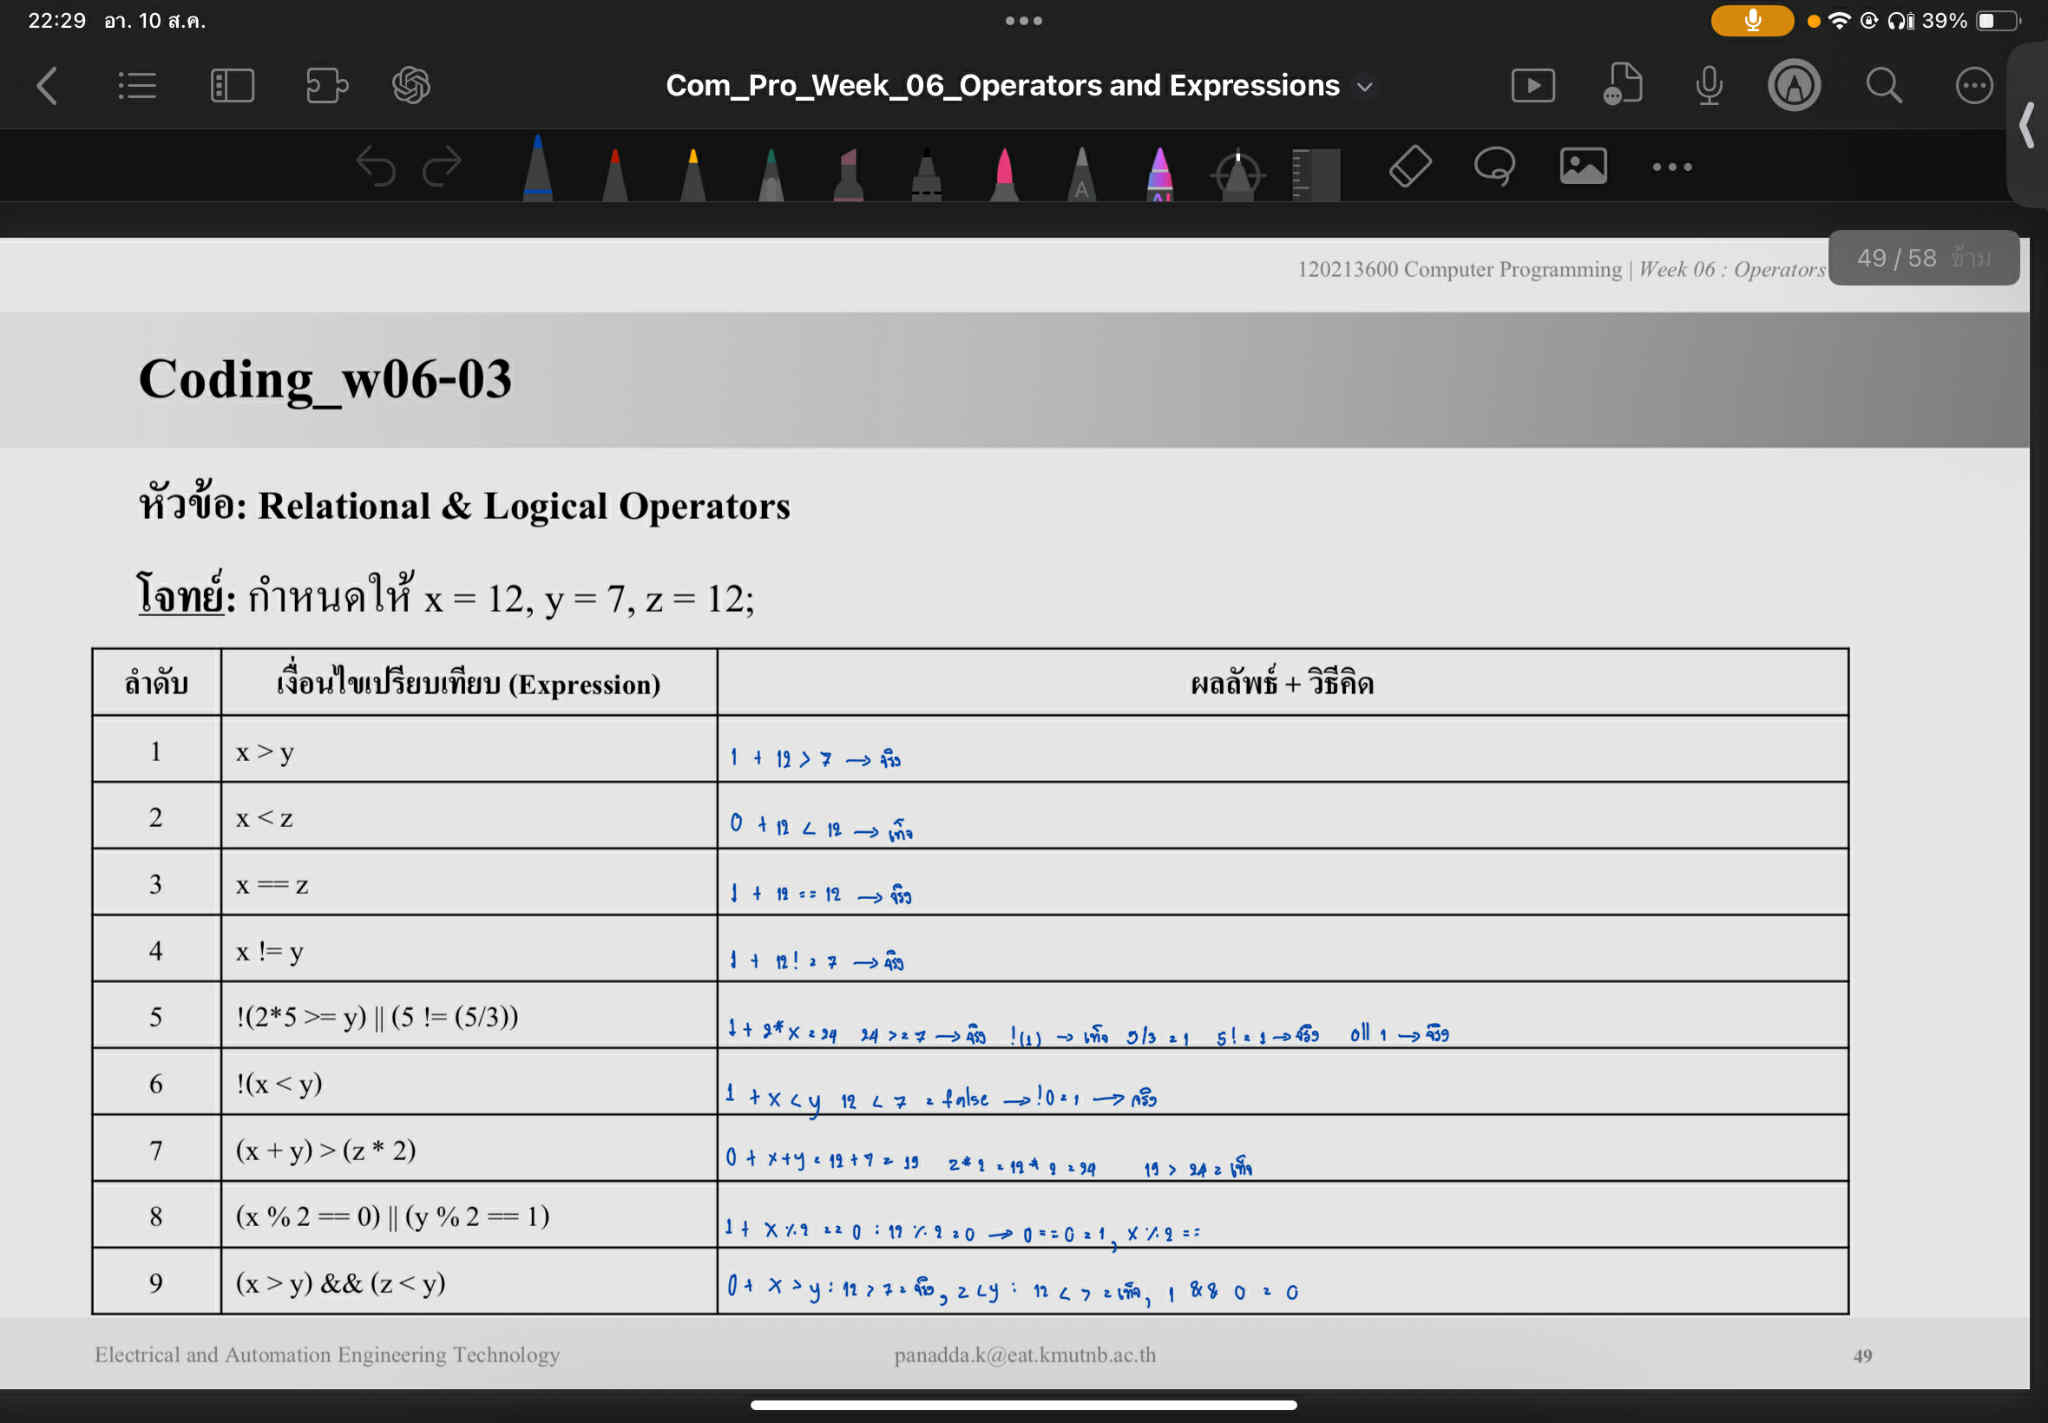 22:29 อา. 10 ส.ค.
39%
Com_Pro_Week_06_Operators and Expressions
A
AI
120213600 Computer Programming | Week 06 : Operators
49 / 58 ข้าม
Coding_w06-03
หัวข้อ: Relational & Logical Operators
โจทย์: กำหนดให้ x = 12, y = 7, z = 12;
ลำดับ เงื่อนไขเปรียบเทียบ (Expression) ผลลัพธ์ + วิธีคิด
1 x > y 1 + 12 > 7 → จริง
2 x < z 0 + 12 < 12 → เท็จ
3 x == z 1 + 12 == 12 → จริง
4 x != y 1 + 12 != 7 → จริง
5 !(2*5 >= y) || (5 != (5/3)) 1 + 2* x = 24 24 >= 7 → จริง !(1) → เท็จ 5/3 = 1 5 != 1 → จริง 0 || 1 → จริง
6 !(x < y) 1 + x < y 12 < 7 = false → !0 = 1 → จริง
7 (x + y) > (z * 2) 0 + x+y = 12 + 7 = 19 z * 2 = 12 * 2 = 24 19 > 24 = เท็จ
8 (x % 2 == 0) || (y % 2 == 1) 1 + x % 2 == 0 : 12 % 2 = 0 → 0 == 0 = 1, x % 2 ==
9 (x > y) && (z < y) 0 + x > y : 12 > 7 = จริง, z < y : 12 < 7 = เท็จ, 1 && 0 = 0
Electrical and Automation Engineering Technology panadda.k@eat.kmutnb.ac.th 49